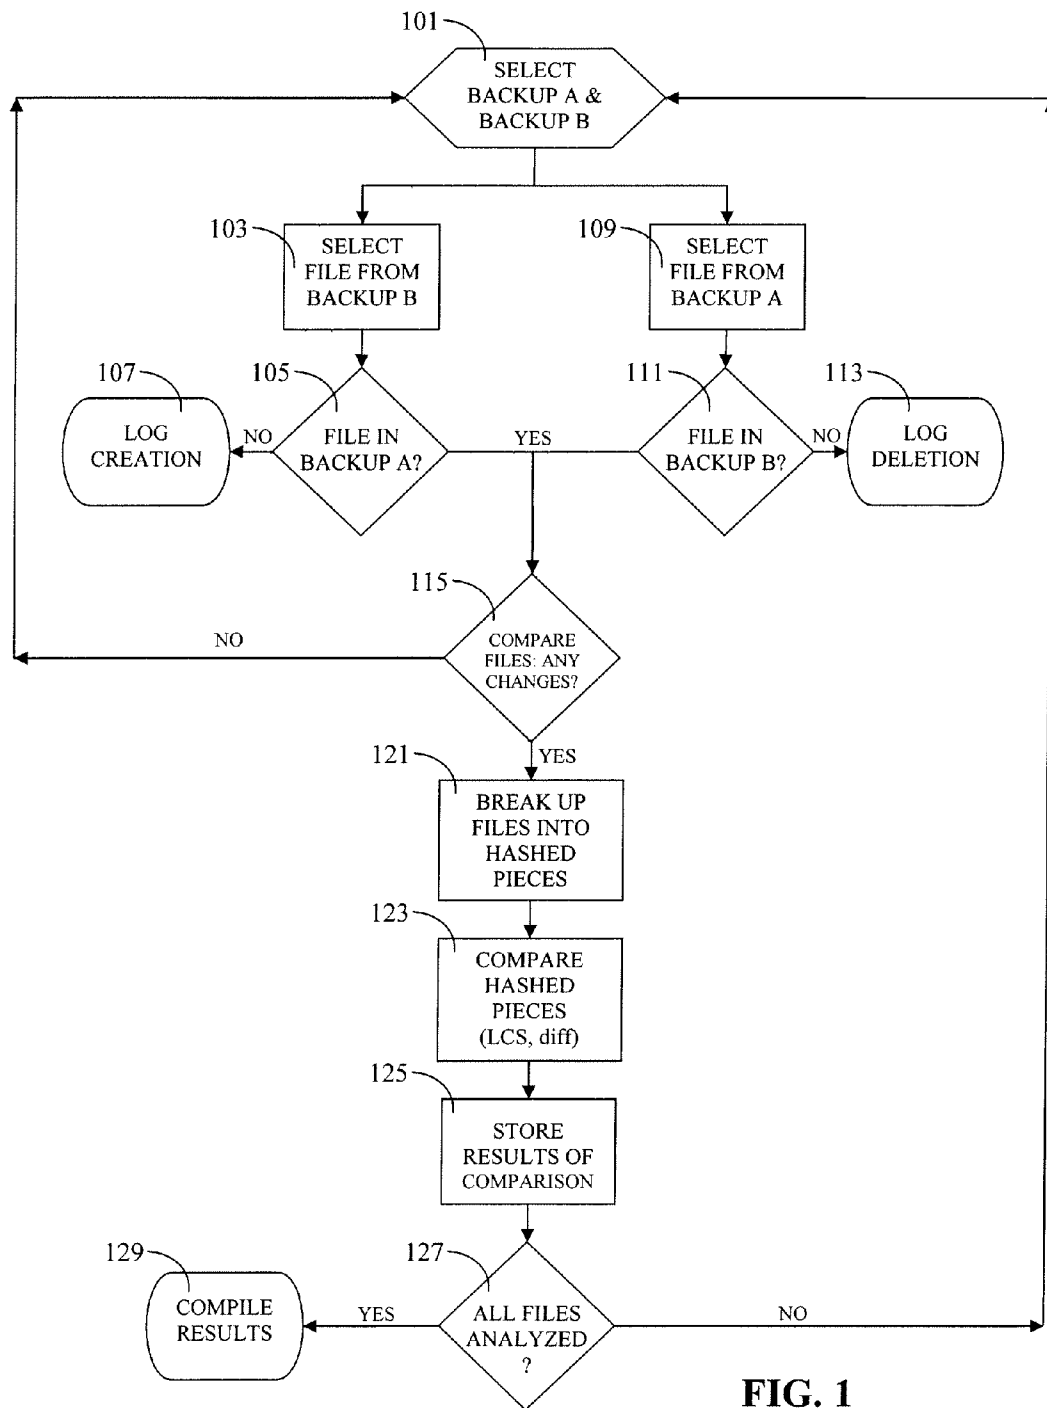 101
SELECT
BACKUP A &
BACKUP B
103
SELECT
FILE FROM
BACKUP B
109
SELECT
FILE FROM
BACKUP A
107
LOG
CREATION
NO
105
FILE IN
BACKUP A?
YES
111
FILE IN
BACKUP B?
NO
113
LOG
DELETION
115
COMPARE
FILES: ANY
CHANGES?
NO
YES
121
BREAK UP
FILES INTO
HASHED
PIECES
123
COMPARE
HASHED
PIECES
(LCS, diff)
125
STORE
RESULTS OF
COMPARISON
127
ALL FILES
ANALYZED
?
YES
NO
129
COMPILE
RESULTS
FIG. 1